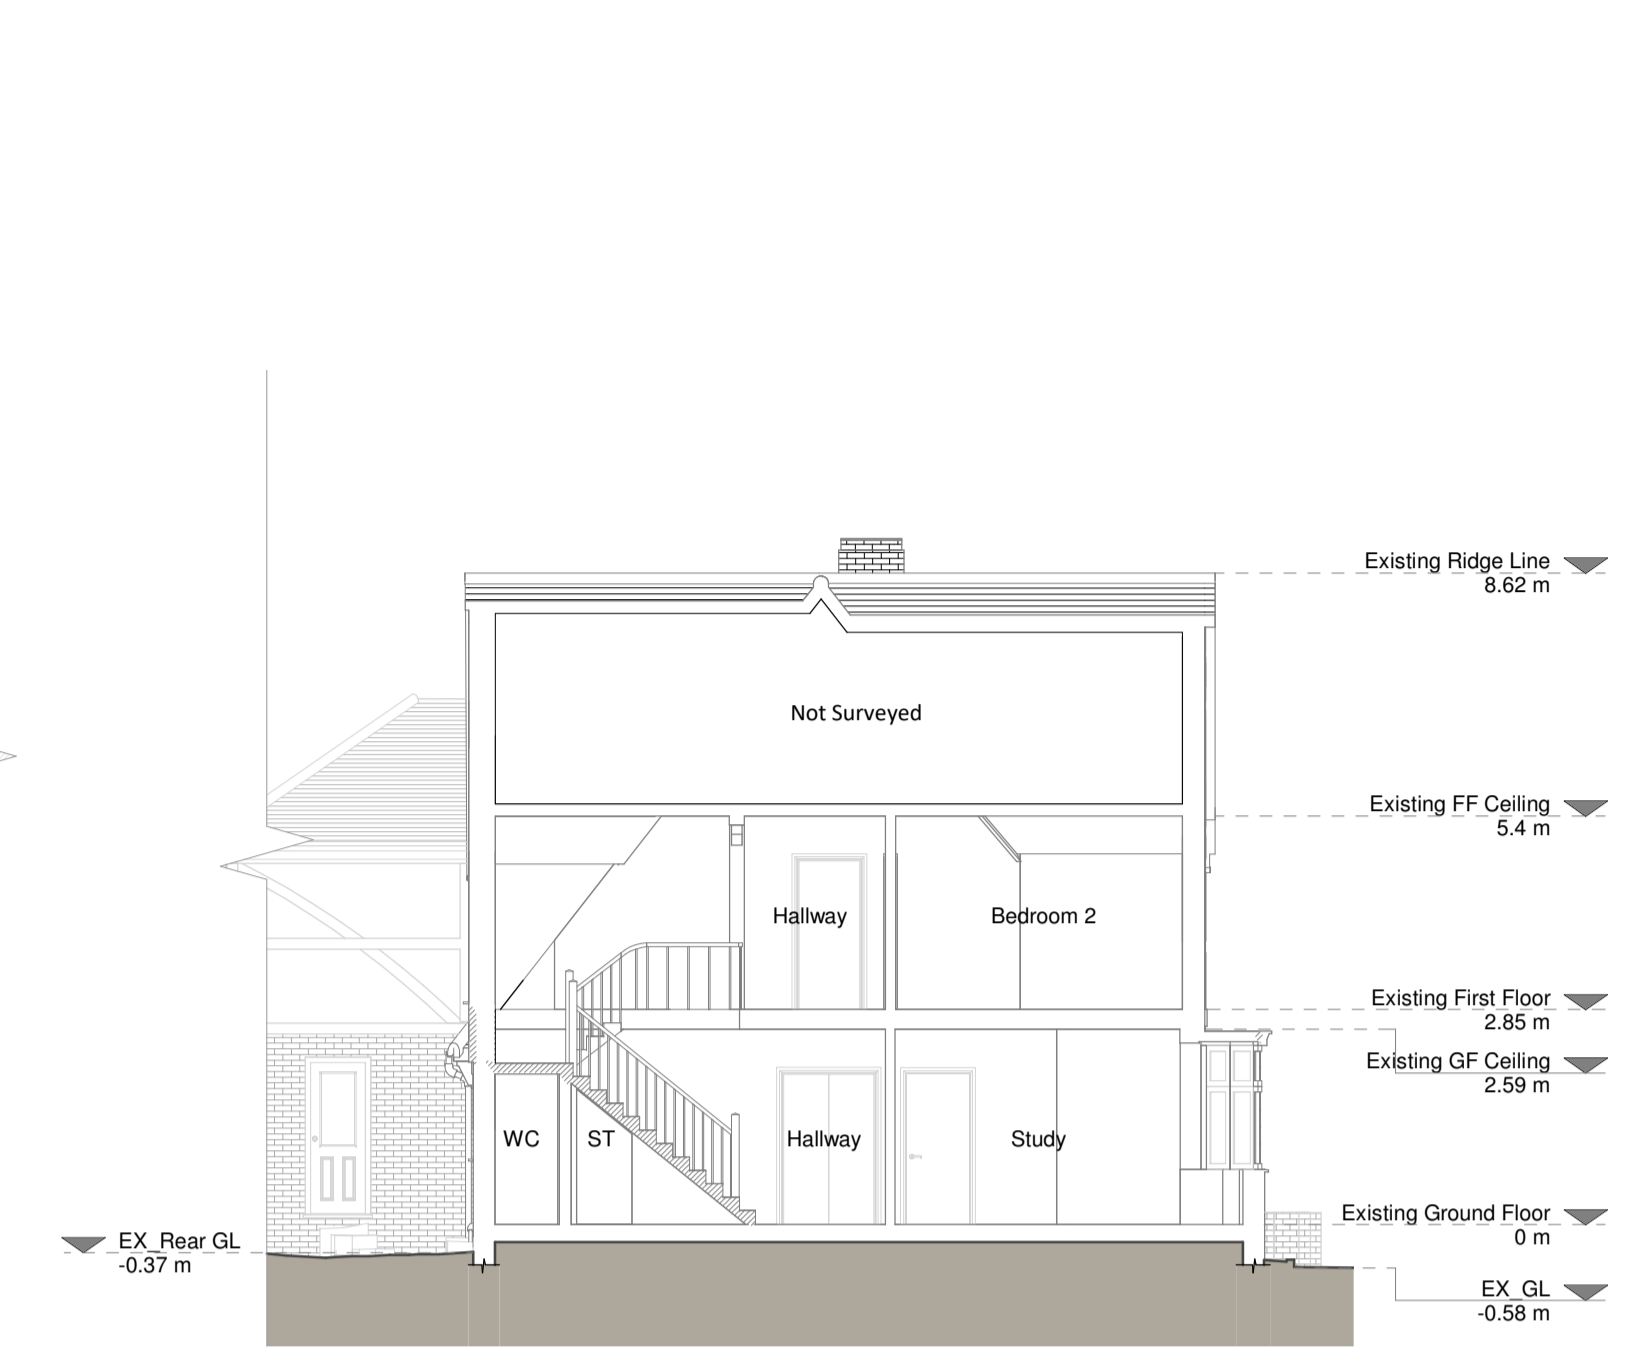 Existing Ridge Line
8.62 m
Not Surveyed
Existing FF Ceiling
5.4 m
Hallway
Bedroom 2
Existing First Floor
2.85 m
Existing GF Ceiling
2.59 m
WC
ST
Hallway
Study
Existing Ground Floor
0 m
EX_Rear GL
-0.37 m
EX_GL
-0.58 m